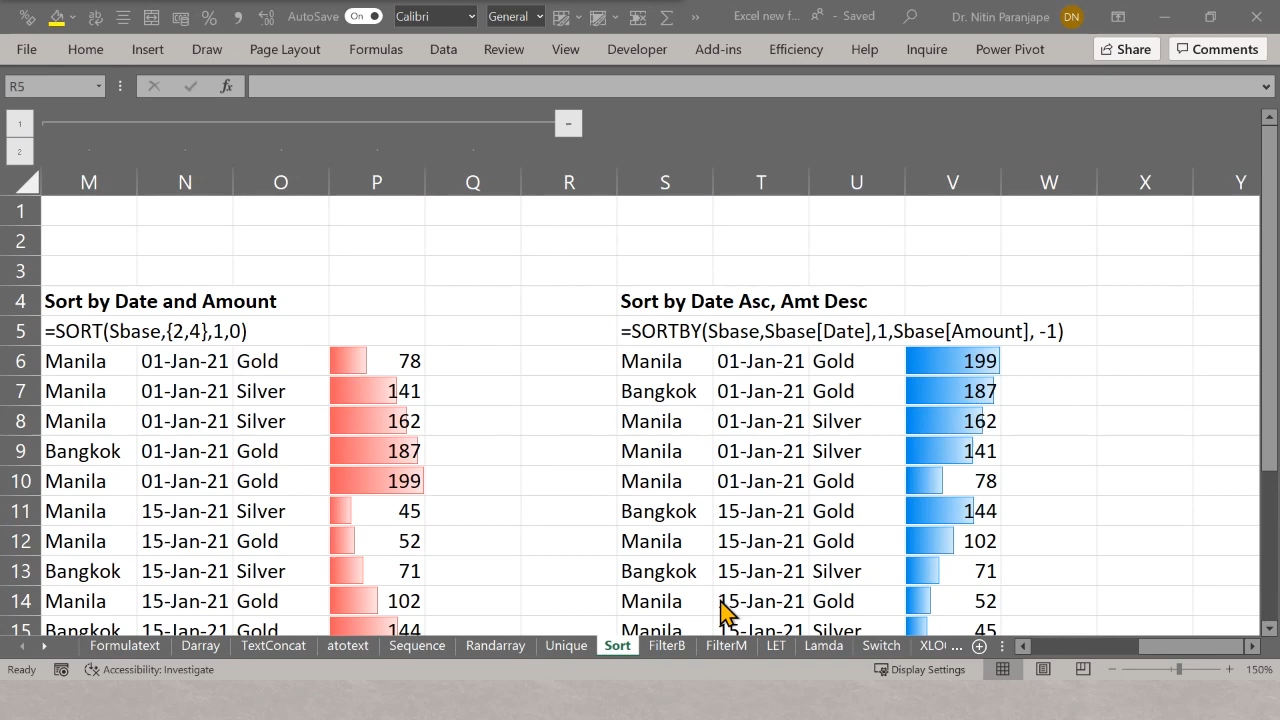 AutoSave On Calibri General Excel new f... - Saved Dr. Nitin Paranjape DN
File Home Insert Draw Page Layout Formulas Data Review View Developer Add-ins Efficiency Help Inquire Power Pivot Share Comments
R5 fx
1
2
M N O P Q R S T U V W X Y
1
2
3
4 Sort by Date and Amount Sort by Date Asc, Amt Desc
5 =SORT(Sbase,{2,4},1,0) =SORTBY(Sbase,Sbase[Date],1,Sbase[Amount], -1)
6 Manila 01-Jan-21 Gold 78 Manila 01-Jan-21 Gold 199
7 Manila 01-Jan-21 Silver 141 Bangkok 01-Jan-21 Gold 187
8 Manila 01-Jan-21 Silver 162 Manila 01-Jan-21 Silver 162
9 Bangkok 01-Jan-21 Gold 187 Manila 01-Jan-21 Silver 141
10 Manila 01-Jan-21 Gold 199 Manila 01-Jan-21 Gold 78
11 Manila 15-Jan-21 Silver 45 Bangkok 15-Jan-21 Gold 144
12 Manila 15-Jan-21 Gold 52 Manila 15-Jan-21 Gold 102
13 Bangkok 15-Jan-21 Silver 71 Bangkok 15-Jan-21 Silver 71
14 Manila 15-Jan-21 Gold 102 Manila 15-Jan-21 Gold 52
15 Bangkok 15-Jan-21 Gold 144 Manila 15-Jan-21 Silver 45
Formulatext Darray TextConcat atotext Sequence Randarray Unique Sort FilterB FilterM LET Lamda Switch XLO ...
Ready Accessibility: Investigate Display Settings 150%